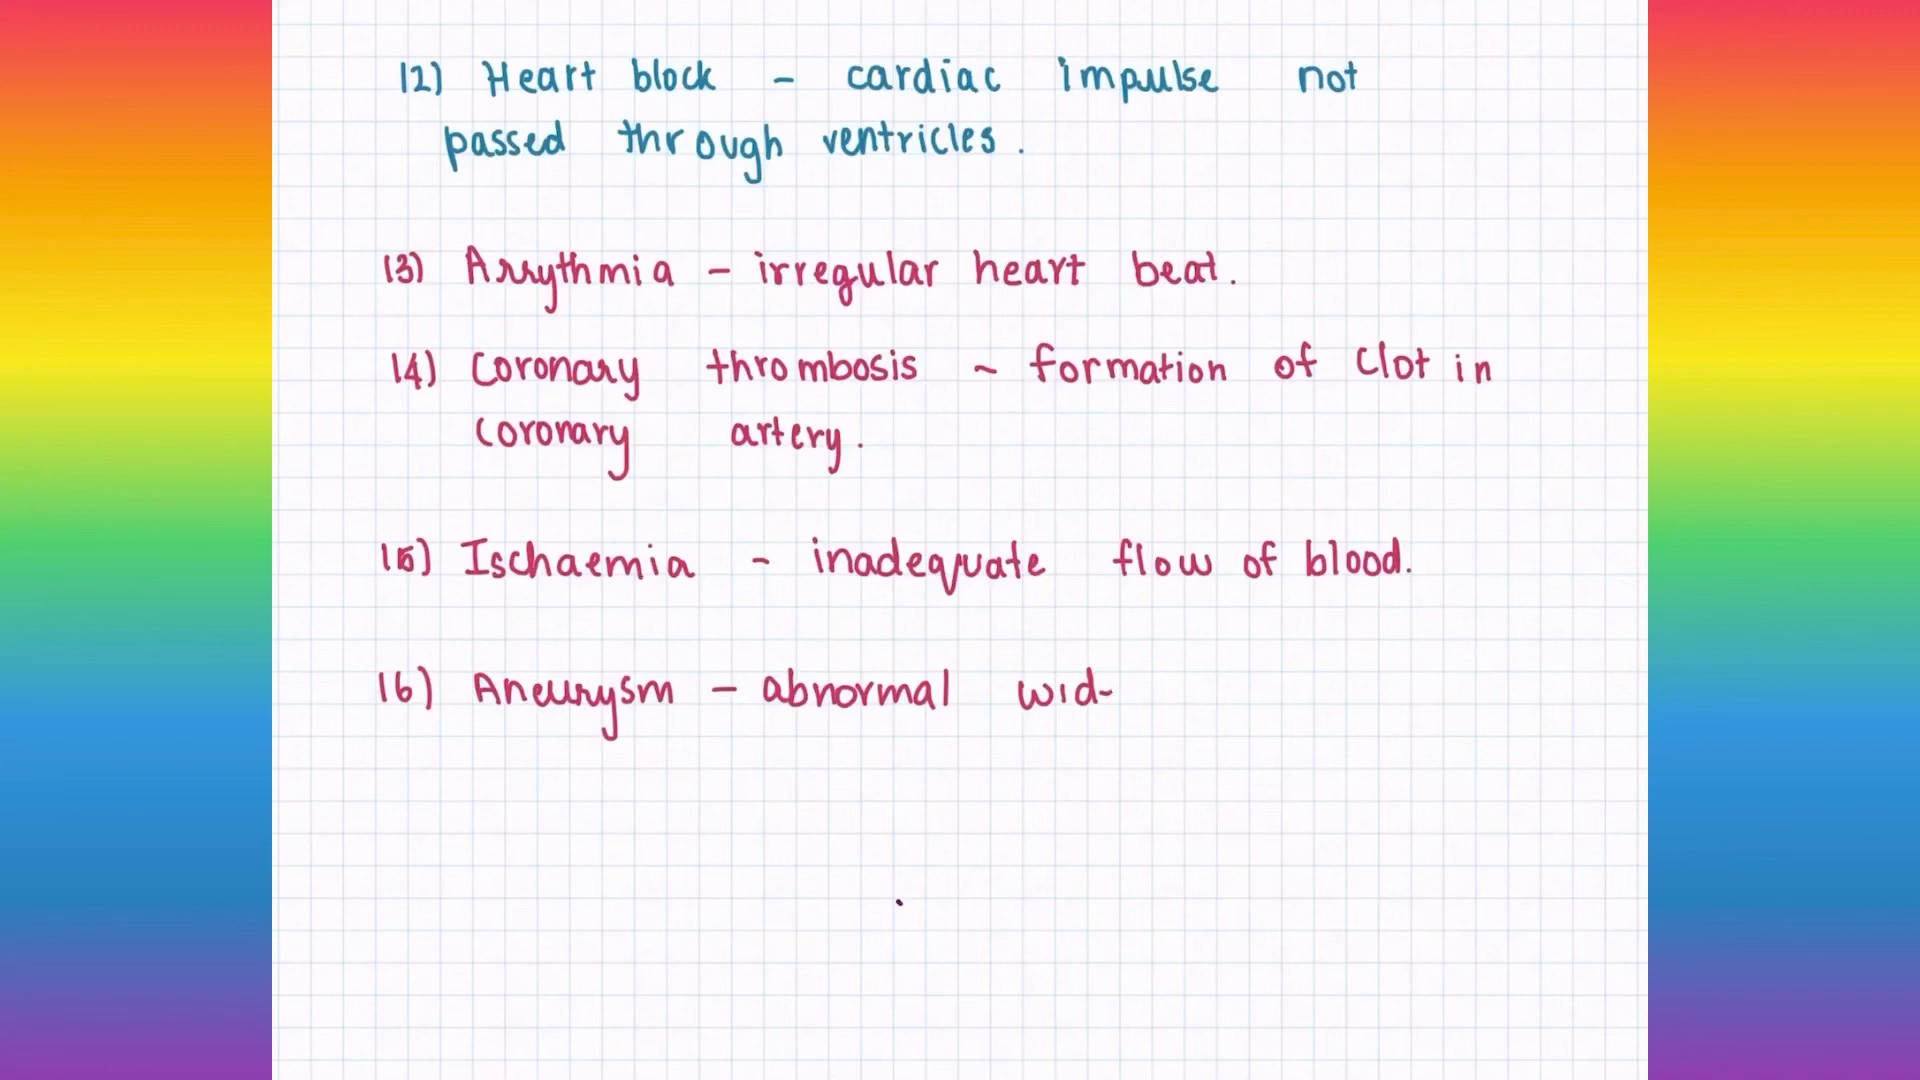 12) Heart block - cardiac impulse not
passed through ventricles.
13) Arrythmia - irregular heart beat.
14) Coronary thrombosis ~ formation of Clot in
coronary artery.
15) Ischaemia - inadequate flow of blood.
16) Aneurysm - abnormal wid-